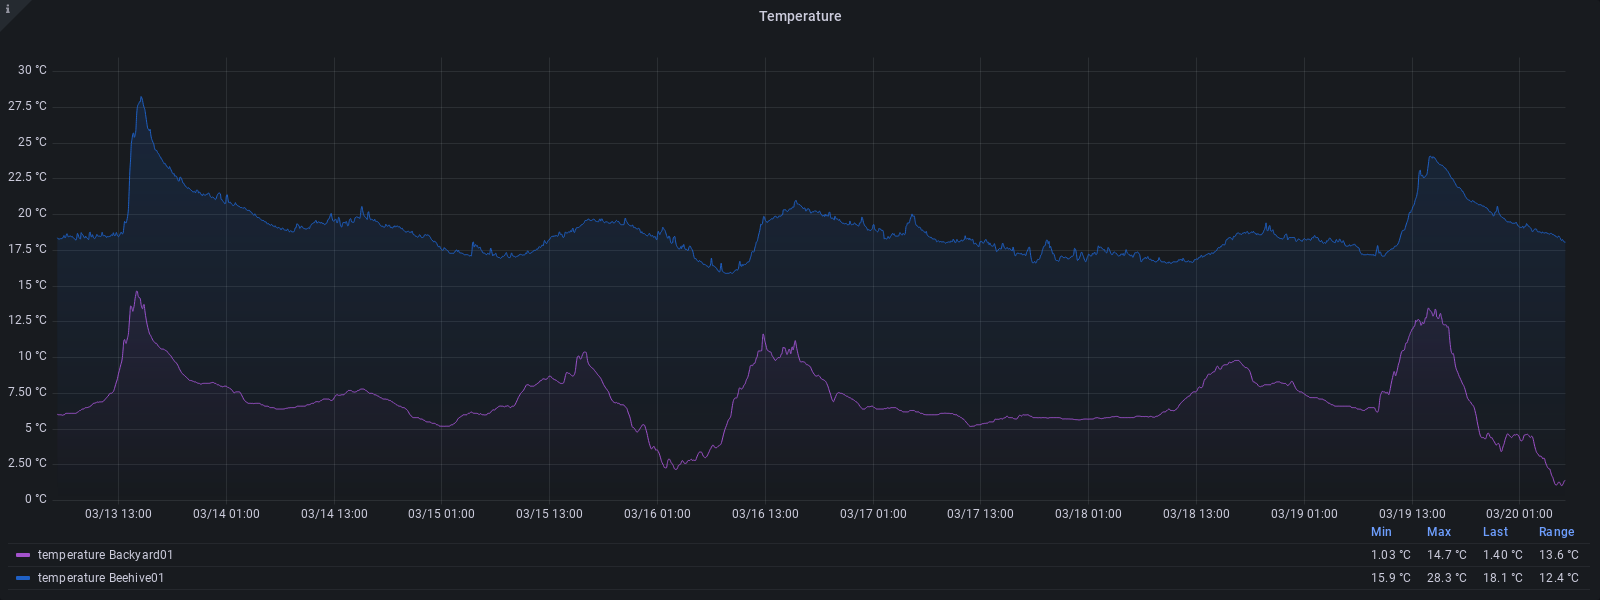 i
Temperature
30 °C
27.5 °C
25 °C
22.5 °C
20 °C
17.5 °C
15 °C
12.5 °C
10 °C
7.50 °C
5 °C
2.50 °C
0 °C
03/13 13:00 03/14 01:00 03/14 13:00 03/15 01:00 03/15 13:00 03/16 01:00 03/16 13:00 03/17 01:00 03/17 13:00 03/18 01:00 03/18 13:00 03/19 01:00 03/19 13:00 03/20 01:00
Min Max Last Range
temperature Backyard01 1.03 °C 14.7 °C 1.40 °C 13.6 °C
temperature Beehive01 15.9 °C 28.3 °C 18.1 °C 12.4 °C